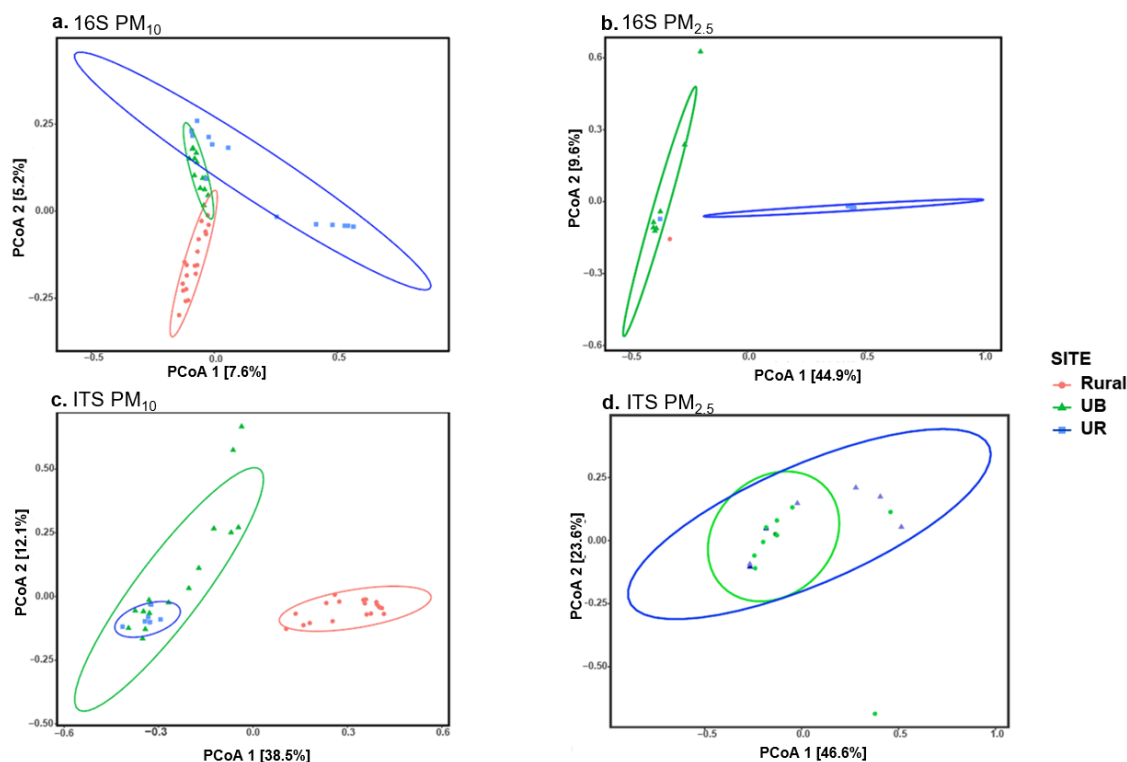 a. 16S PM10
0.25
0.00
−0.25
PCoA 2 [5.2%]
−0.5
0.0
0.5
PCoA 1 [7.6%]
b. 16S PM2.5
0.6
0.3
0.0
−0.3
−0.6
PCoA 2 [9.6%]
−0.5
0.0
0.5
1.0
PCoA 1 [44.9%]
SITE
Rural
UB
UR
c. ITS PM10
0.50
0.25
0.00
−0.25
−0.50
PCoA 2 [12.1%]
−0.6
−0.3
0.0
0.3
0.6
PCoA 1 [38.5%]
d. ITS PM2.5
0.25
0.00
−0.25
−0.50
PCoA 2 [23.6%]
−0.5
0.0
0.5
1.0
PCoA 1 [46.6%]